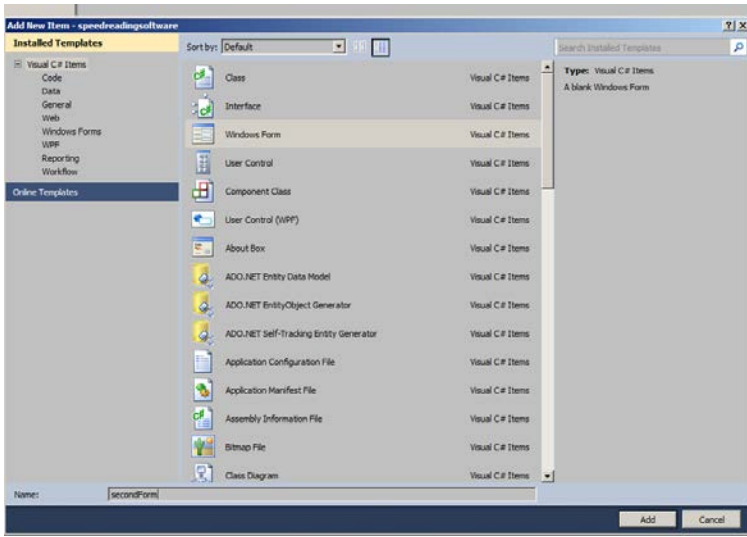 Add New Item - speedreadingsoftware
Installed Templates
Sort by: Default
Search Installed Templates
Visual C# Items
Code
Data
General
Web
Windows Forms
WPF
Reporting
Workflow
Online Templates
Class Visual C# Items
Interface Visual C# Items
Windows Form Visual C# Items
User Control Visual C# Items
Component Class Visual C# Items
User Control (WPF) Visual C# Items
About Box Visual C# Items
ADO.NET Entity Data Model Visual C# Items
ADO.NET EntityObject Generator Visual C# Items
ADO.NET Self-Tracking Entity Generator Visual C# Items
Application Configuration File Visual C# Items
Application Manifest File Visual C# Items
Assembly Information File Visual C# Items
Bitmap File Visual C# Items
Class Diagram Visual C# Items
Type: Visual C# Items
A blank Windows Form
Name: secondForm
Add Cancel